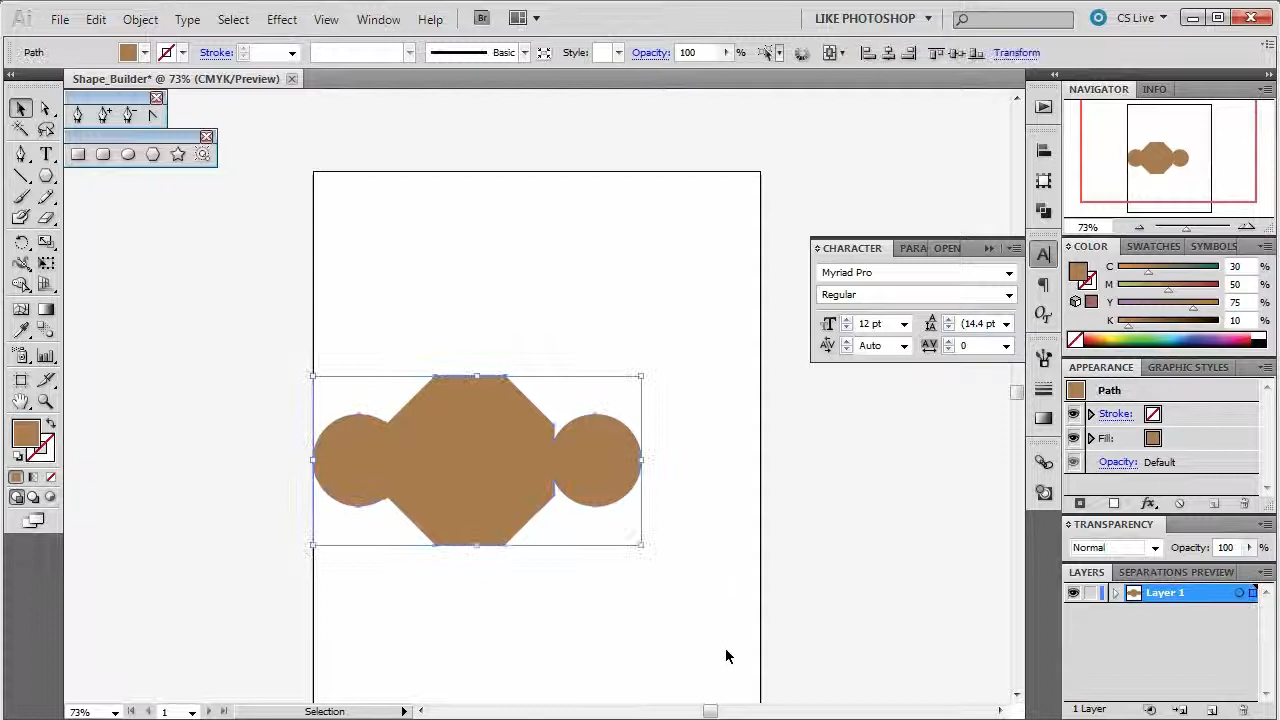 Ai File Edit Object Type Select Effect View Window Help Br LIKE PHOTOSHOP CS Live
Path Stroke: Basic Style: Opacity: 100 % Transform
Shape_Builder* @ 73% (CMYK/Preview)
NAVIGATOR INFO
73%
COLOR SWATCHES SYMBOLS
C 30 %
M 50 %
Y 75 %
K 10 %
CHARACTER PARA OPEN
Myriad Pro
Regular
12 pt (14.4 pt
Auto 0
APPEARANCE GRAPHIC STYLES
Path
Stroke:
Fill:
Opacity: Default
TRANSPARENCY
Normal Opacity: 100 %
LAYERS SEPARATIONS PREVIEW
Layer 1
1 Layer
73% 1 Selection